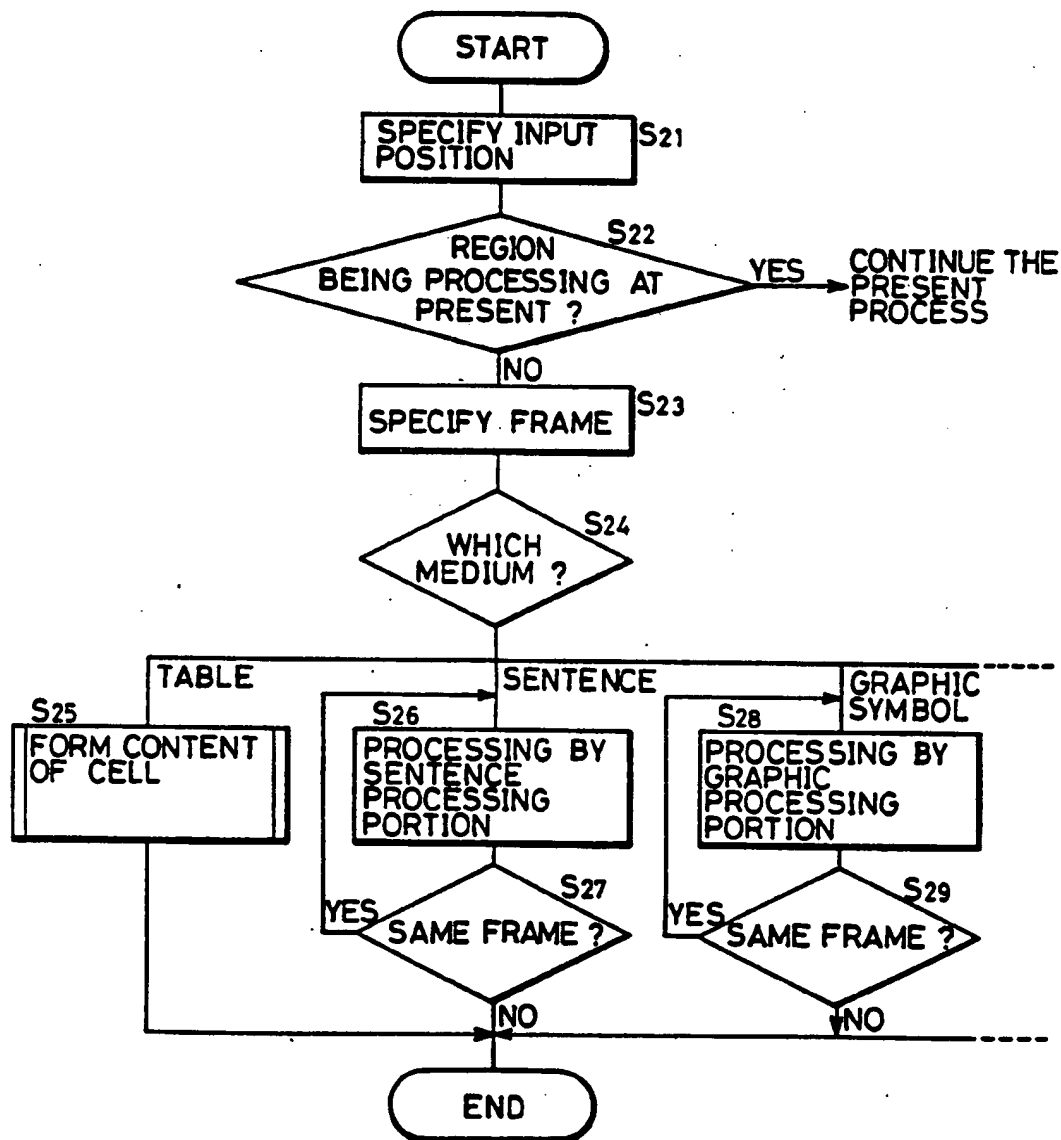 START
SPECIFY INPUT
POSITION
S21
S22
REGION
BEING PROCESSING AT
PRESENT ?
YES
CONTINUE THE
PRESENT
PROCESS
NO
SPECIFY FRAME
S23
S24
WHICH
MEDIUM ?
TABLE
SENTENCE
GRAPHIC
SYMBOL
S25
FORM CONTENT
OF CELL
S26
PROCESSING BY
SENTENCE
PROCESSING
PORTION
S28
PROCESSING BY
GRAPHIC
PROCESSING
PORTION
S27
YES
SAME FRAME ?
NO
S29
YES
SAME FRAME ?
NO
END